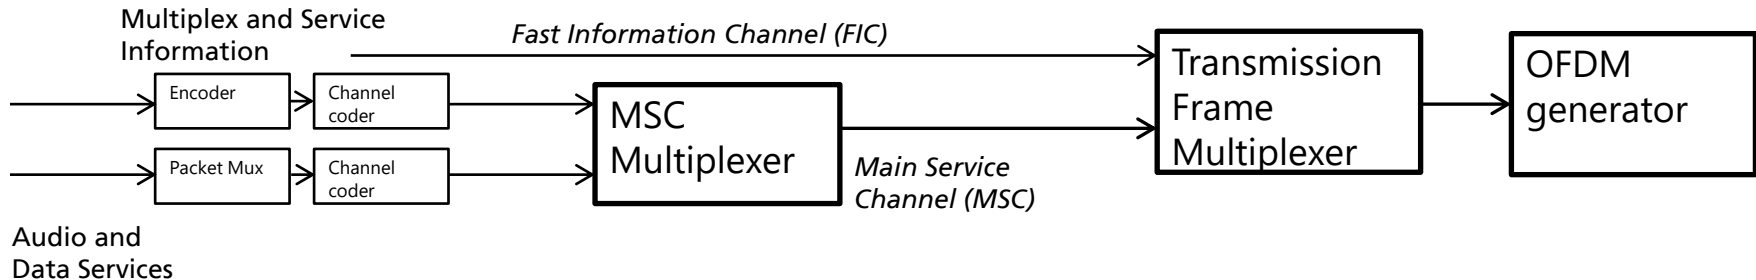 Multiplex and Service
Information
Fast Information Channel (FIC)
Transmission
Frame
Multiplexer
OFDM
generator
Encoder
Channel
coder
MSC
Multiplexer
Packet Mux
Channel
coder
Main Service
Channel (MSC)
Audio and
Data Services